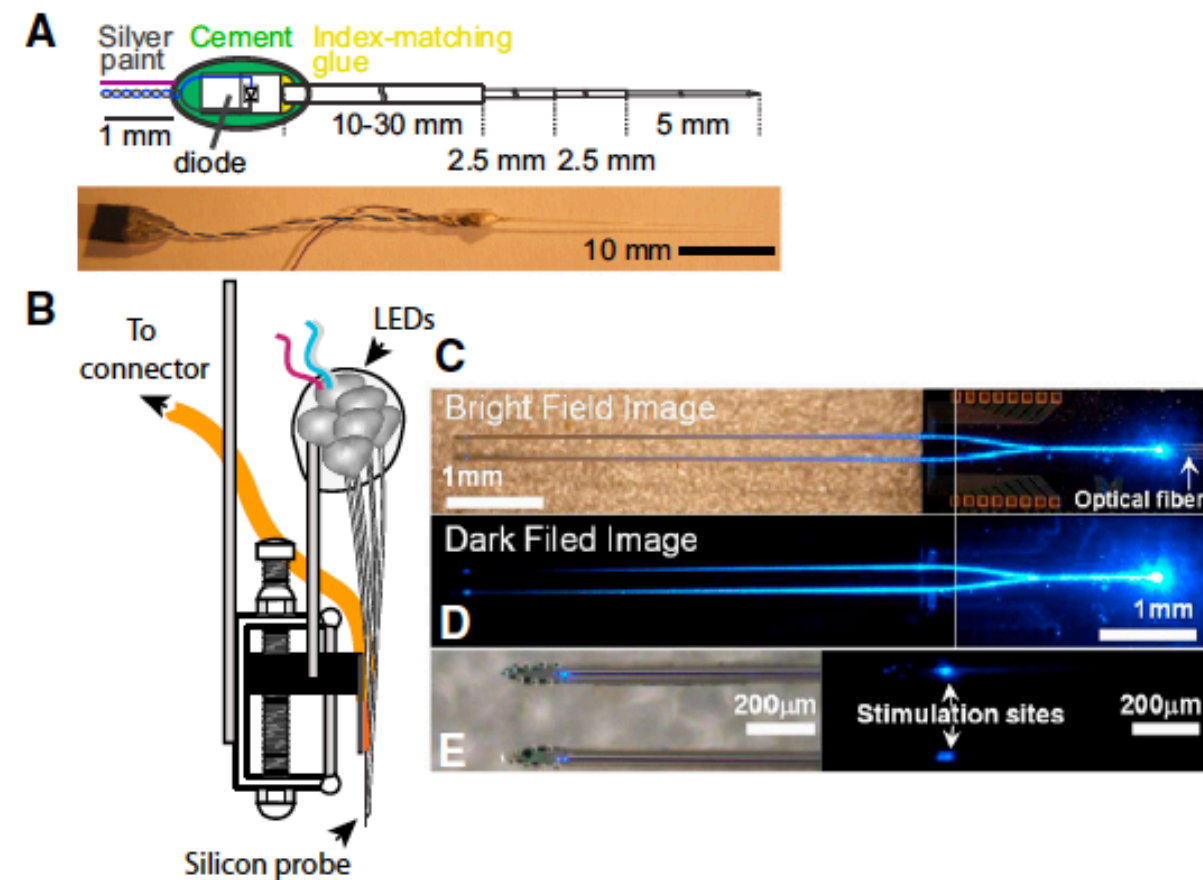 A
Silver Cement Index-matching
paint glue
1 mm
diode
10-30 mm
5 mm
2.5 mm 2.5 mm
10 mm
B
To
connector
LEDs
Silicon probe
C
Bright Field Image
1mm
Optical fiber
Dark Filed Image
D
1mm
E
200µm
Stimulation sites
200µm